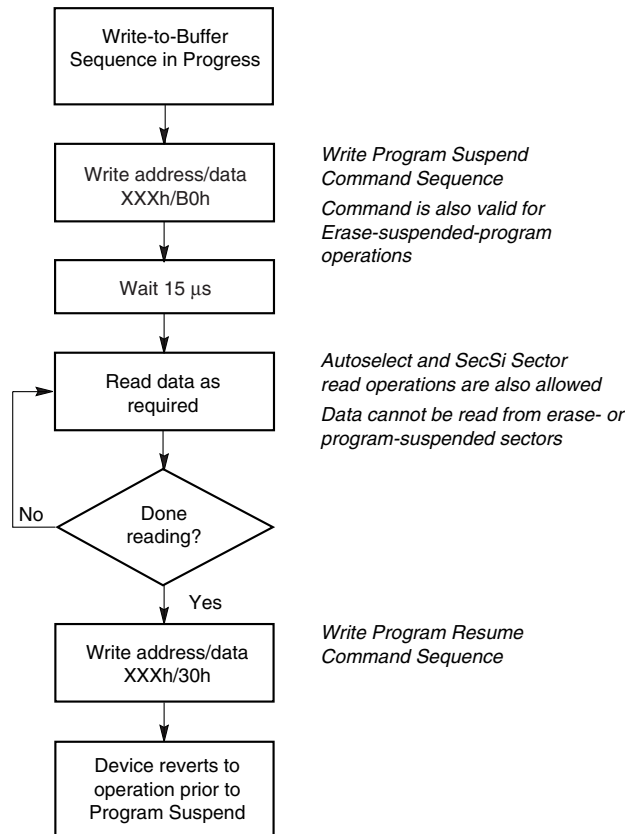 Write-to-Buffer
Sequence in Progress
Write address/data
XXXh/B0h
Write Program Suspend
Command Sequence
Command is also valid for
Erase-suspended-program
operations
Wait 15 μs
Read data as
required
Autoselect and SecSi Sector
read operations are also allowed
Data cannot be read from erase- or
program-suspended sectors
No
Done
reading?
Yes
Write address/data
XXXh/30h
Write Program Resume
Command Sequence
Device reverts to
operation prior to
Program Suspend